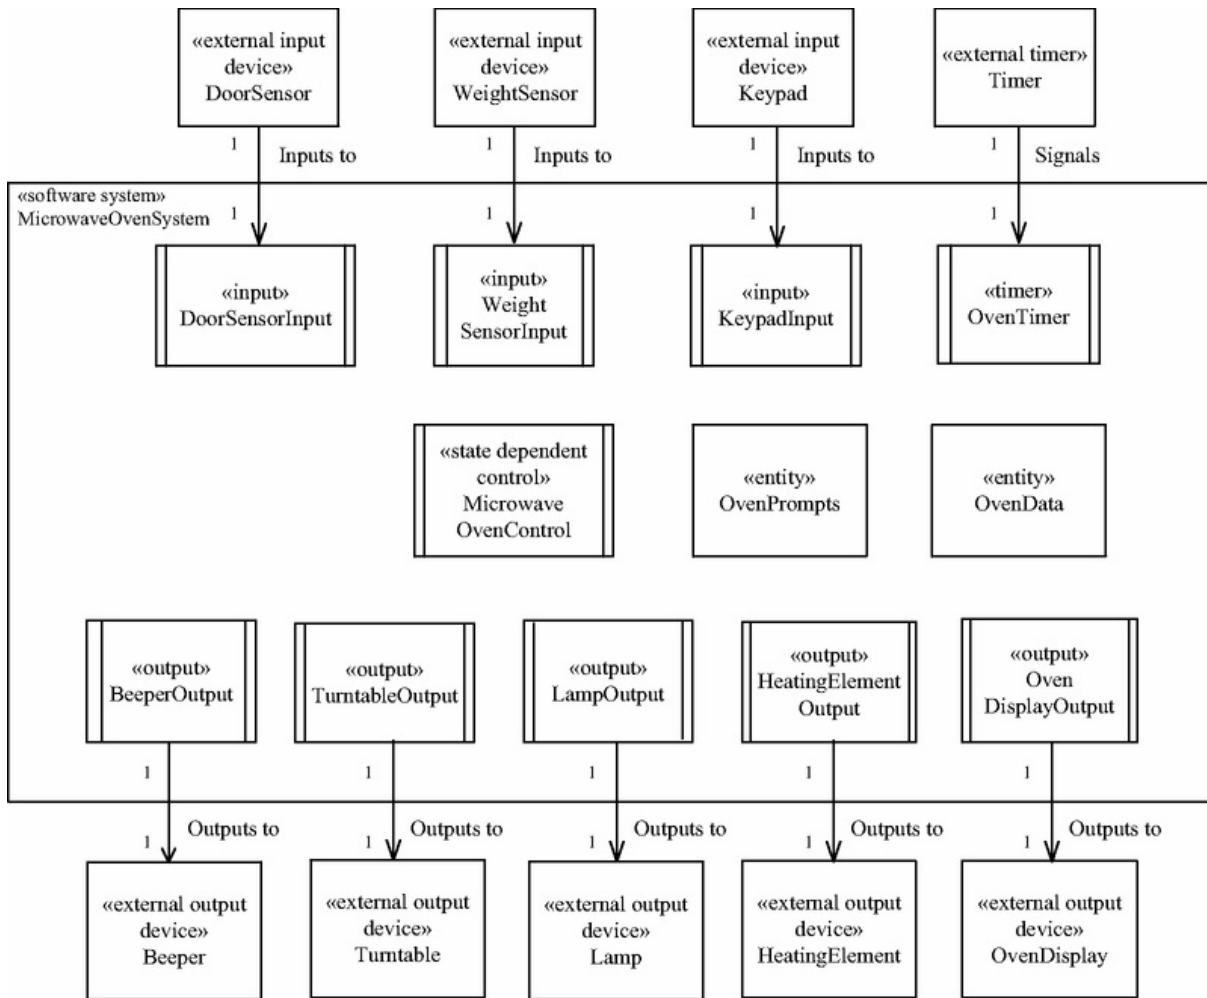 «external input
device»
DoorSensor
«external input
device»
WeightSensor
«external input
device»
Keypad
«external timer»
Timer
1
Inputs to
1
Inputs to
1
Inputs to
1
Signals
«software system»
MicrowaveOvenSystem
1
1
1
1
«input»
DoorSensorInput
«input»
Weight
SensorInput
«input»
KeypadInput
«timer»
OvenTimer
«state dependent
control»
Microwave
OvenControl
«entity»
OvenPrompts
«entity»
OvenData
«output»
BeeperOutput
«output»
TurntableOutput
«output»
LampOutput
«output»
HeatingElement
Output
«output»
Oven
DisplayOutput
1
1
1
1
1
1
Outputs to
1
Outputs to
1
Outputs to
1
Outputs to
1
Outputs to
«external output
device»
Beeper
«external output
device»
Turntable
«external output
device»
Lamp
«external output
device»
HeatingElement
«external output
device»
OvenDisplay